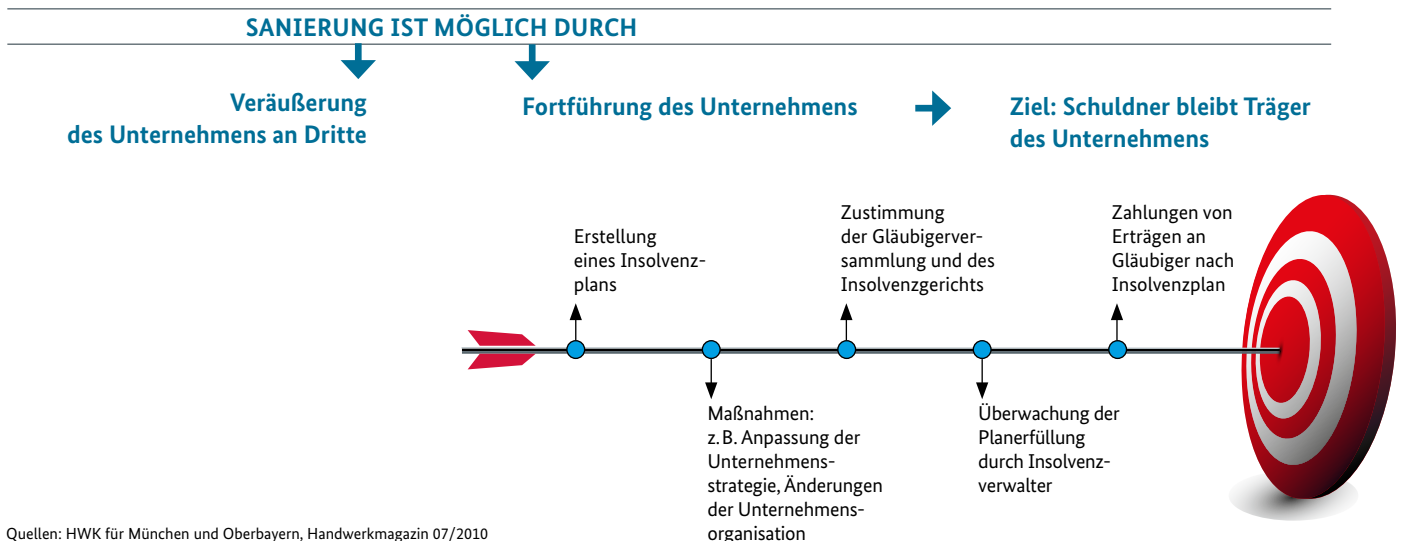 SANIERUNG IST MÖGLICH DURCH
Veräußerung
des Unternehmens an Dritte
Fortführung des Unternehmens
Ziel: Schuldner bleibt Träger
des Unternehmens
Erstellung
eines Insolvenz-
plans
Maßnahmen:
z. B. Anpassung der
Unternehmens-
strategie, Änderungen
der Unternehmens-
organisation
Zustimmung
der Gläubigerver-
sammlung und des
Insolvenzgerichts
Überwachung der
Planerfüllung
durch Insolvenz-
verwalter
Zahlungen von
Erträgen an
Gläubiger nach
Insolvenzplan
Quellen: HWK für München und Oberbayern, Handwerkmagazin 07/2010